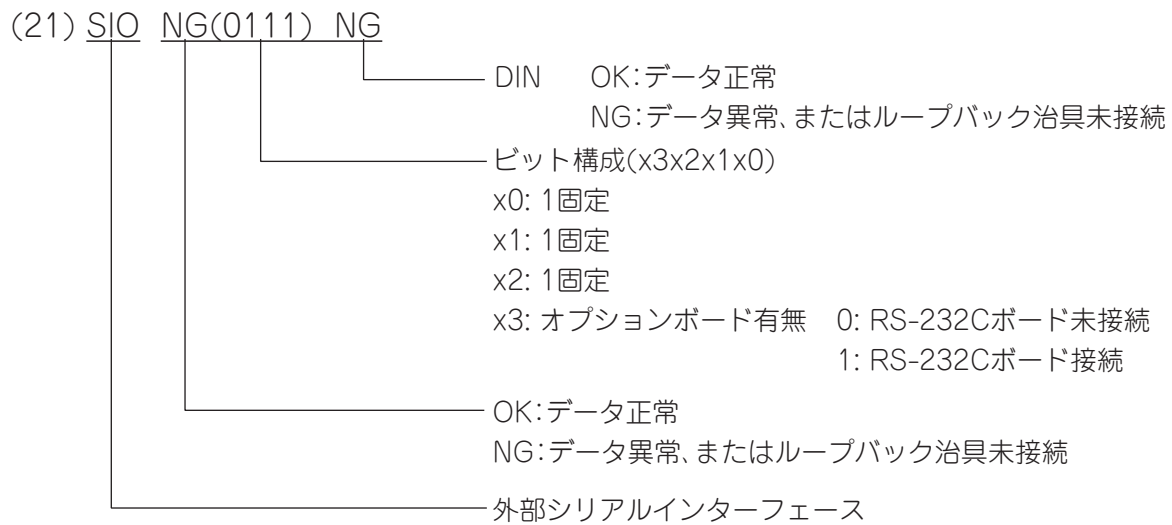 (21) SIO NG(0111) NG
DIN OK:データ正常
NG:データ異常、またはループバック治具未接続
ビット構成(x3x2x1x0)
x0: 1固定
x1: 1固定
x2: 1固定
x3: オプションボード有無 0: RS-232Cボード未接続
1: RS-232Cボード接続
OK:データ正常
NG:データ異常、またはループバック治具未接続
外部シリアルインターフェース